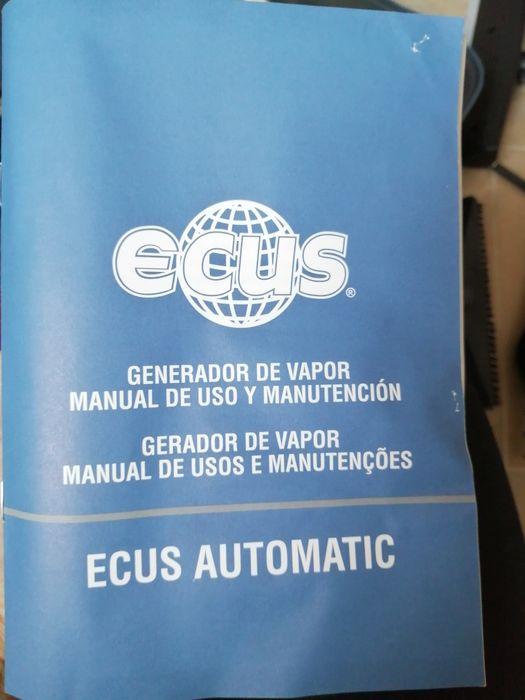 ecus®
GENERADOR DE VAPOR
MANUAL DE USO Y MANUTENCIÓN
GERADOR DE VAPOR
MANUAL DE USOS E MANUTENÇÕES
ECUS AUTOMATIC